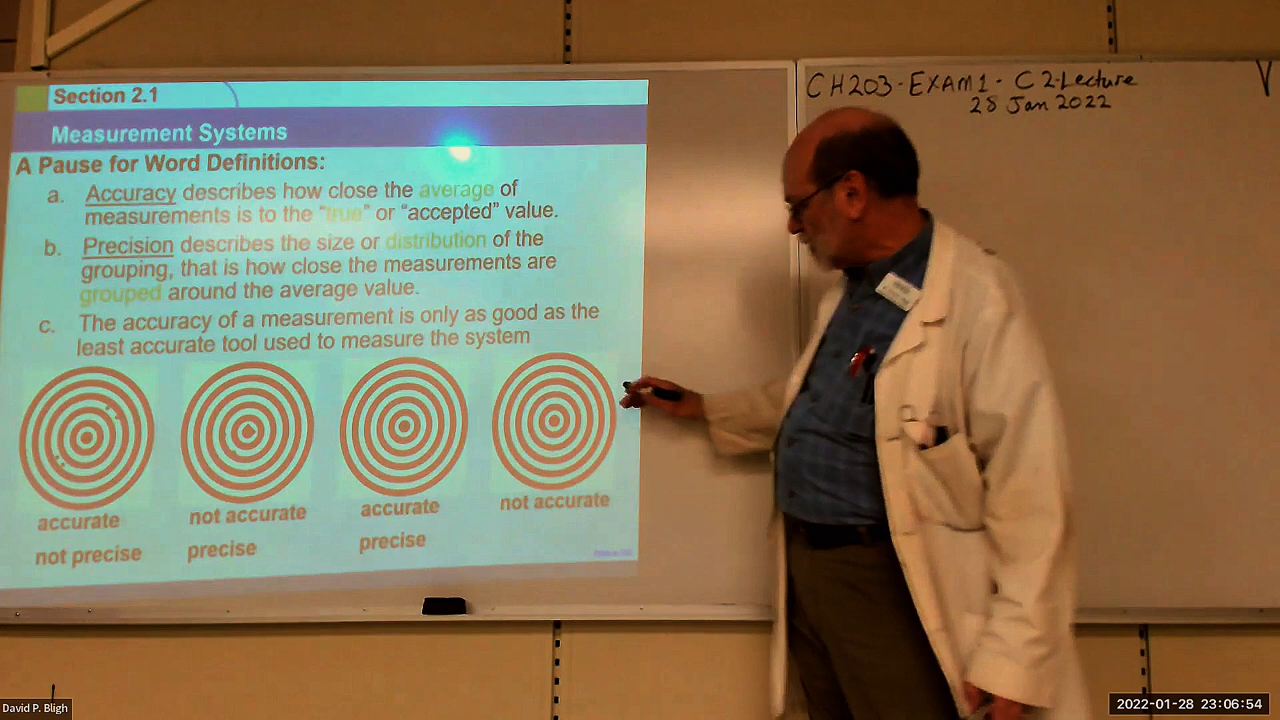 Section 2.1
Measurement Systems
A Pause for Word Definitions:
a. Accuracy describes how close the average of
measurements is to the “true” or “accepted” value.
b. Precision describes the size or distribution of the
grouping, that is how close the measurements are
grouped around the average value.
c. The accuracy of a measurement is only as good as the
least accurate tool used to measure the system
accurate
not precise
not accurate
precise
accurate
precise
not accurate
CH203-EXAM1- C2-Lecture
28 Jan 2022
David P. Bligh
2022-01-28 23:06:54